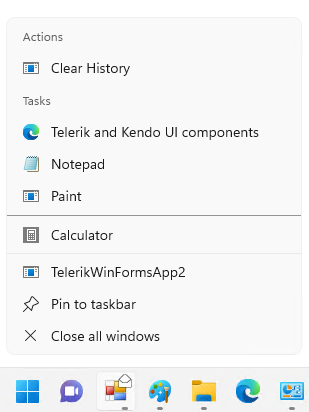 Actions
Clear History
Tasks
Telerik and Kendo UI components
Notepad
Paint
Calculator
TelerikWinFormsApp2
Pin to taskbar
Close all windows